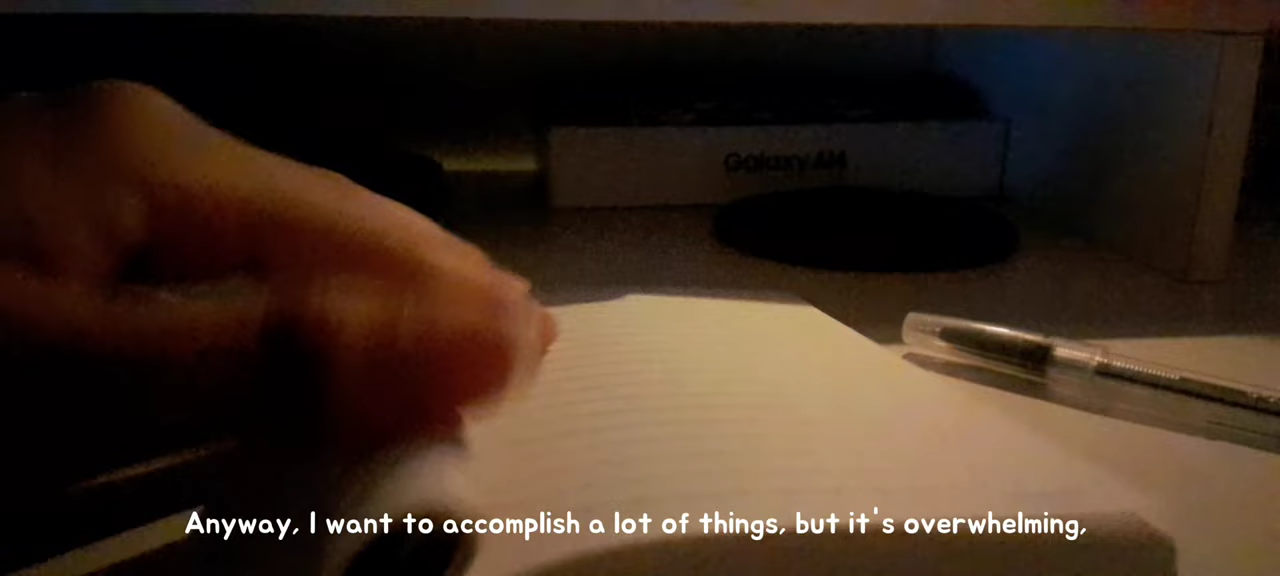 Galaxy A14
Anyway, I want to accomplish a lot of things, but it's overwhelming,